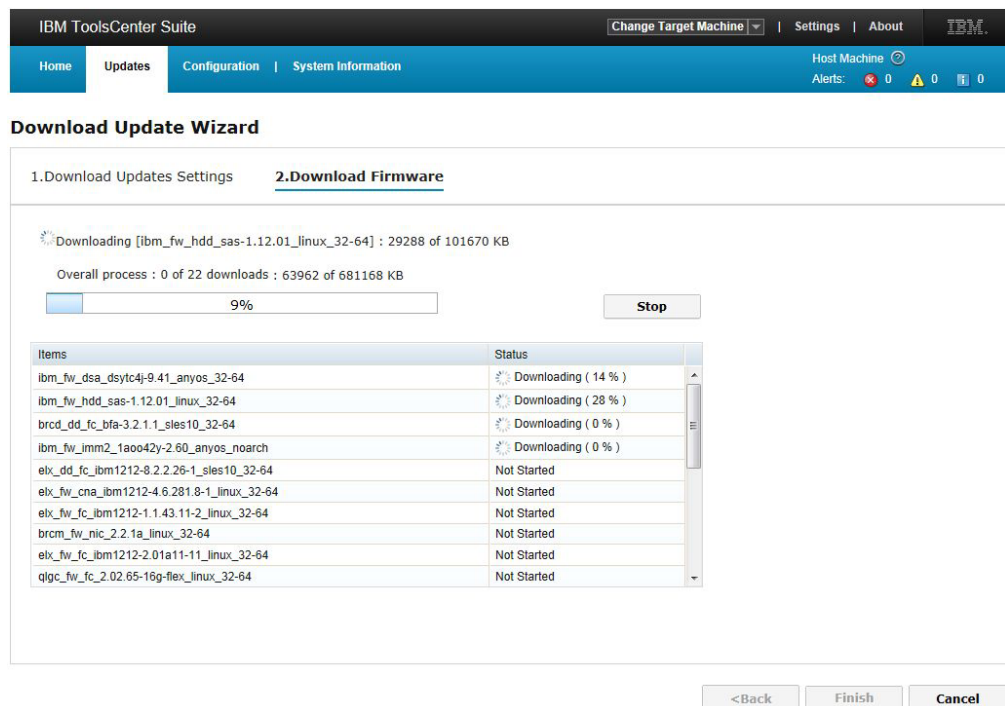 IBM ToolsCenter Suite
Change Target Machine | Settings | About IBM.
Home Updates Configuration | System Information
Host Machine ?
Alerts: 0 0 0
Download Update Wizard
1.Download Updates Settings 2.Download Firmware
Downloading [ibm_fw_hdd_sas-1.12.01_linux_32-64] : 29288 of 101670 KB
Overall process : 0 of 22 downloads : 63962 of 681168 KB
9%
Stop
Items Status
ibm_fw_dsa_dsytc4j-9.41_anyos_32-64 Downloading ( 14 % )
ibm_fw_hdd_sas-1.12.01_linux_32-64 Downloading ( 28 % )
brcd_dd_fc_bfa-3.2.1.1_sles10_32-64 Downloading ( 0 % )
ibm_fw_imm2_1aoo42y-2.60_anyos_noarch Downloading ( 0 % )
elx_dd_fc_ibm1212-8.2.2.26-1_sles10_32-64 Not Started
elx_fw_cna_ibm1212-4.6.281.8-1_linux_32-64 Not Started
elx_fw_fc_ibm1212-1.1.43.11-2_linux_32-64 Not Started
brcm_fw_nic_2.2.1a_linux_32-64 Not Started
elx_fw_fc_ibm1212-2.01a11-11_linux_32-64 Not Started
qlgc_fw_fc_2.02.65-16g-flex_linux_32-64 Not Started
<Back Finish Cancel